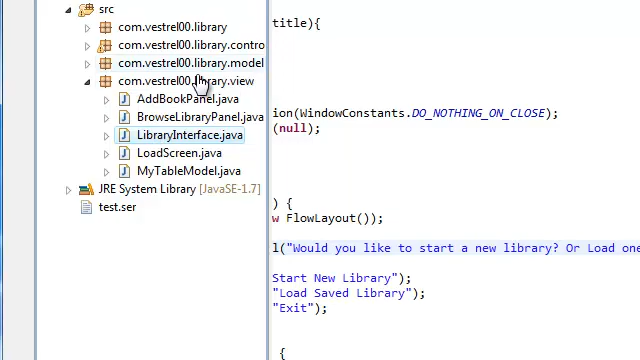 src
com.vestrel00.library
com.vestrel00.library.contro
com.vestrel00.library.model
com.vestrel00.library.view
AddBookPanel.java
BrowseLibraryPanel.java
LibraryInterface.java
LoadScreen.java
MyTableModel.java
JRE System Library [JavaSE-1.7]
test.ser
title){
ion(WindowConstants.DO_NOTHING_ON_CLOSE);
(null);
) {
w FlowLayout());
l("Would you like to start a new library? Or Load one
Start New Library");
"Load Saved Library");
"Exit");
{